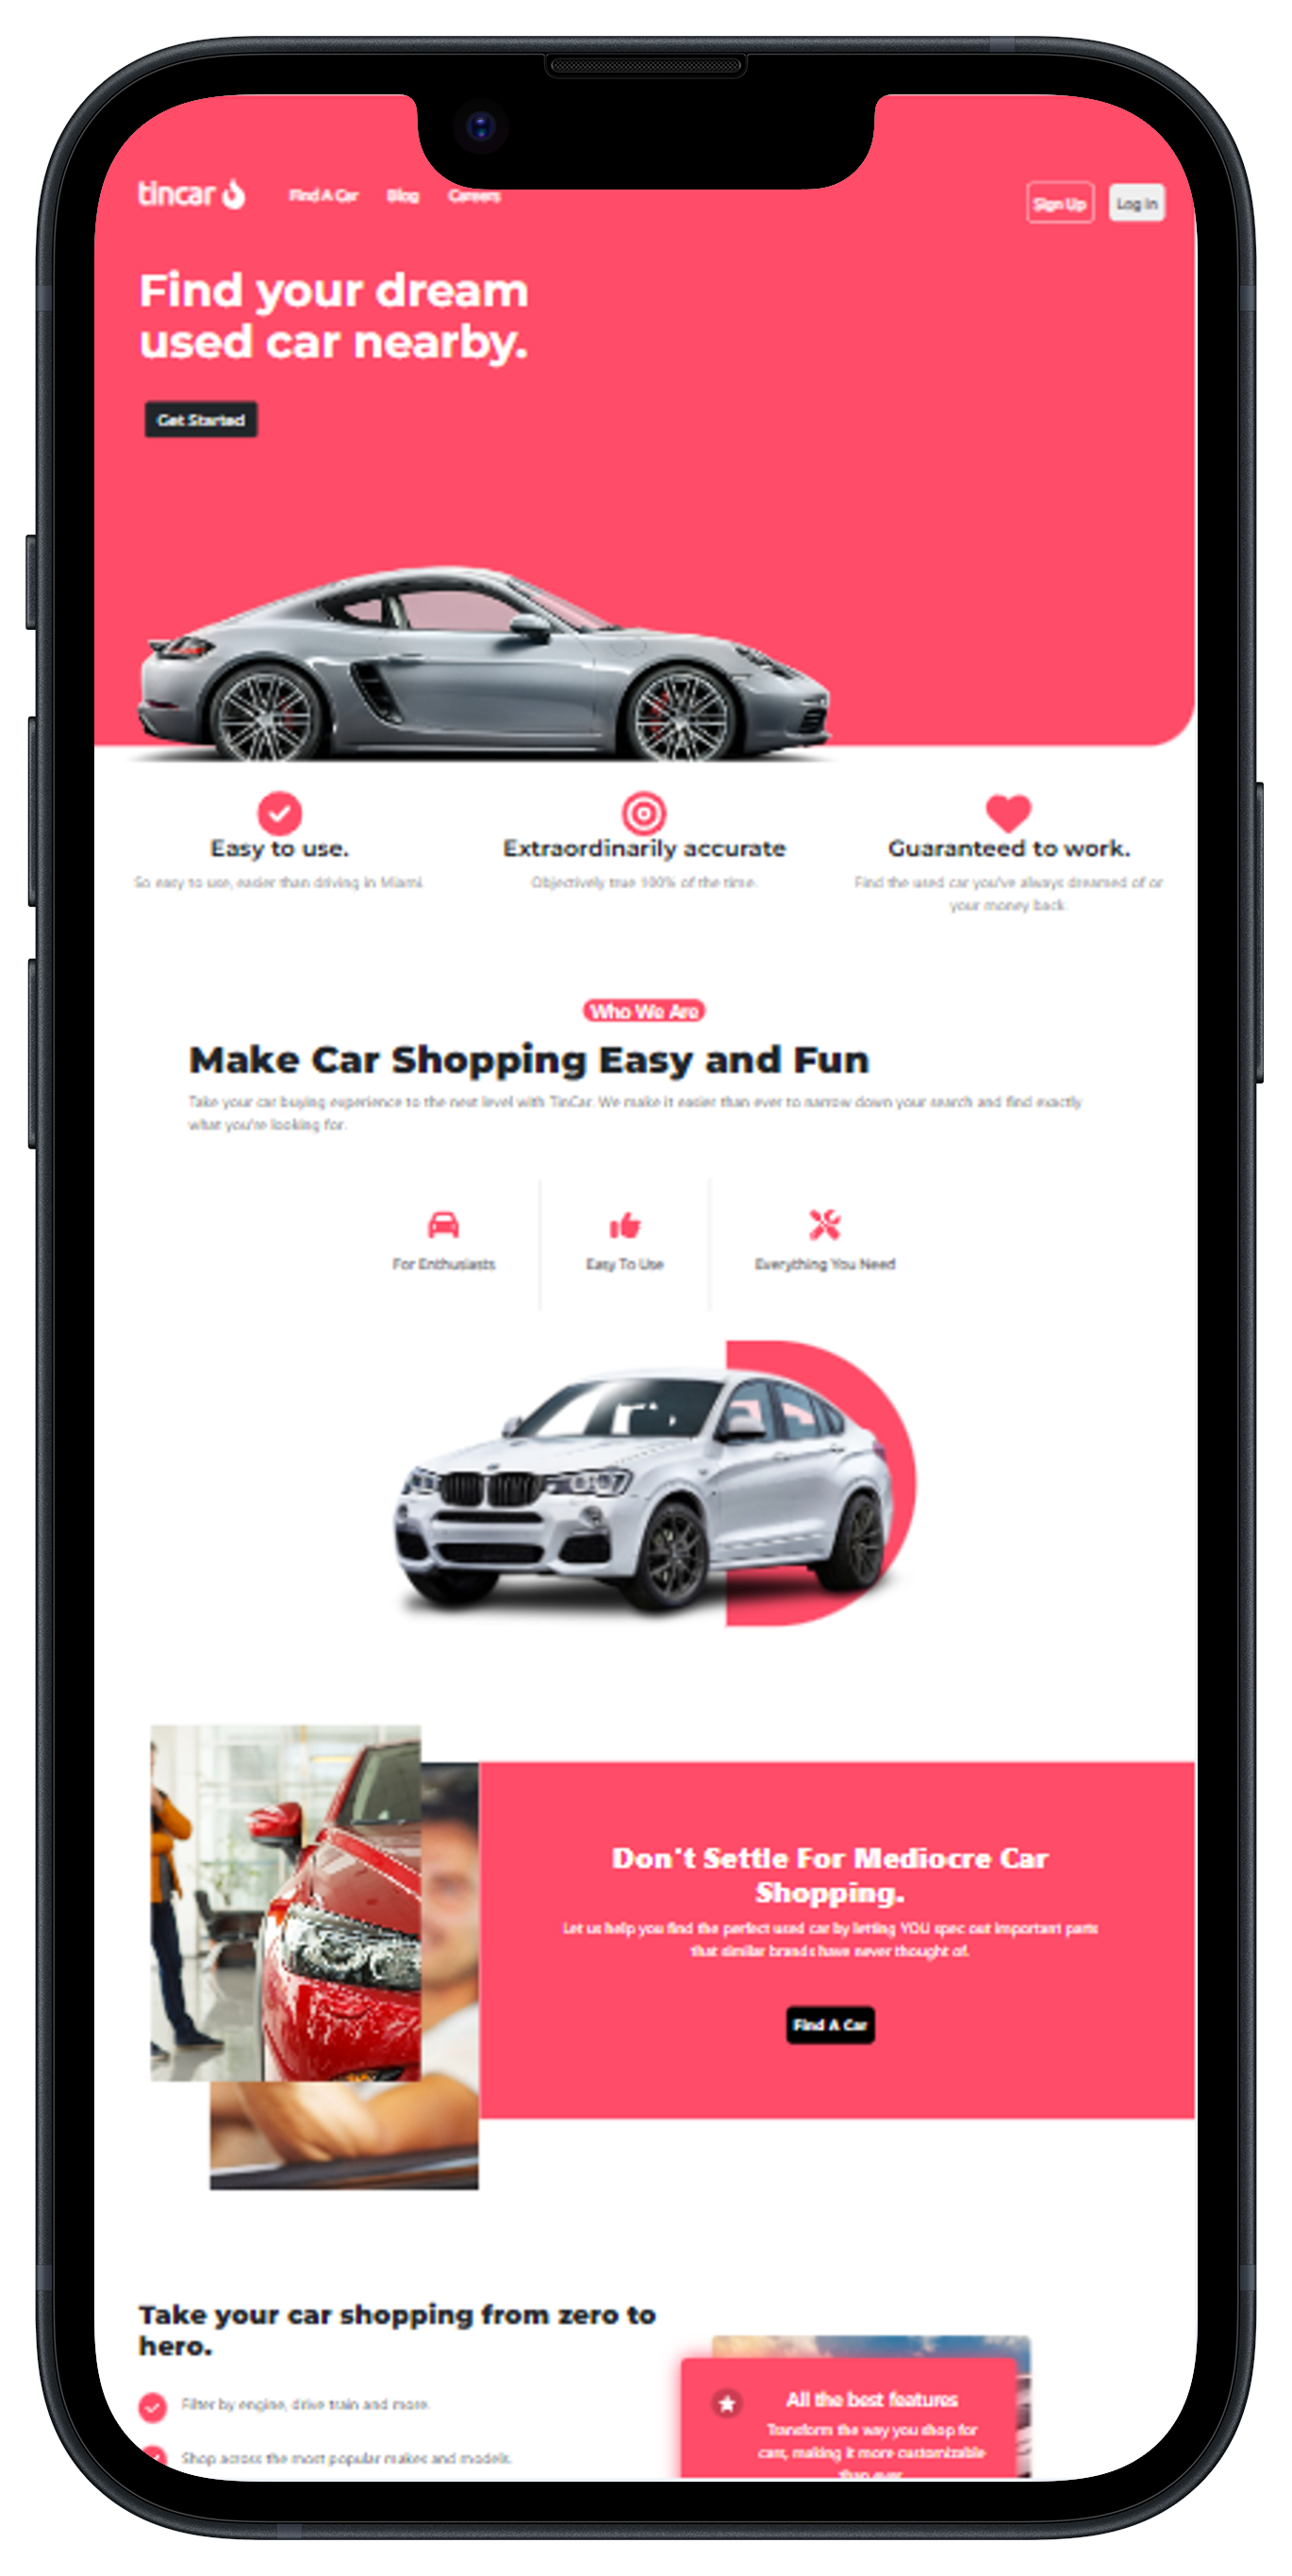 tincar
Find A Car
Blog
Careers
Sign Up
Log In
Find your dream
used car nearby.
Get Started
Easy to use.
So easy to use, easier than driving in Miami.
Extraordinarily accurate
Objectively true 100% of the time.
Guaranteed to work.
Find the used car you've always dreamed of or
your money back.
Who We Are
Make Car Shopping Easy and Fun
Take your car buying experience to the next level with TinCar. We make it easier than ever to narrow down your search and find exactly
what you're looking for.
For Enthusiasts
Easy To Use
Everything You Need
Don't Settle For Mediocre Car
Shopping.
Let us help you find the perfect used car by letting YOU spec out important parts
that similar brands have never thought of.
Find A Car
Take your car shopping from zero to
hero.
Filter by engine, drive train and more.
Shop across the most popular makes and models.
All the best features
Transform the way you shop for
cars, making it more customizable
than ever.